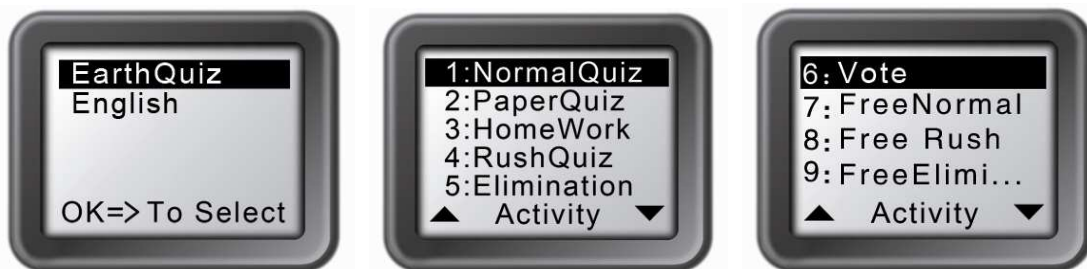 EarthQuiz
English
OK=> To Select
1:NormalQuiz
2:PaperQuiz
3:HomeWork
4:RushQuiz
5:Elimination
▲ Activity ▼
6: Vote
7: FreeNormal
8: Free Rush
9: FreeElimi...
▲ Activity ▼